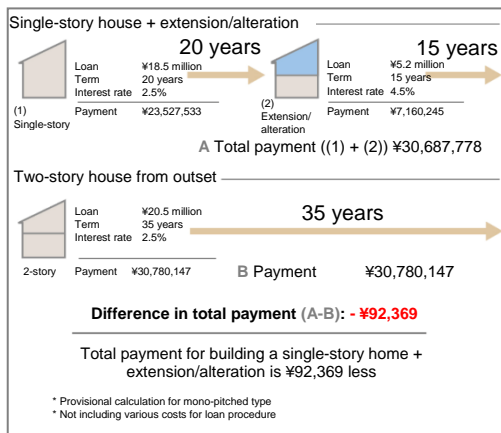 Single-story house + extension/alteration
20 years
15 years
Loan ¥18.5 million
Term 20 years
Interest rate 2.5%
Payment ¥23,527,533
(1)
Single-story
Loan ¥5.2 million
Term 15 years
Interest rate 4.5%
Payment ¥7,160,245
(2)
Extension/
alteration
A Total payment ((1) + (2)) ¥30,687,778
Two-story house from outset
35 years
Loan ¥20.5 million
Term 35 years
Interest rate 2.5%
2-story
Payment ¥30,780,147
B Payment ¥30,780,147
Difference in total payment (A-B): - ¥92,369
Total payment for building a single-story home +
extension/alteration is ¥92,369 less
* Provisional calculation for mono-pitched type
* Not including various costs for loan procedure